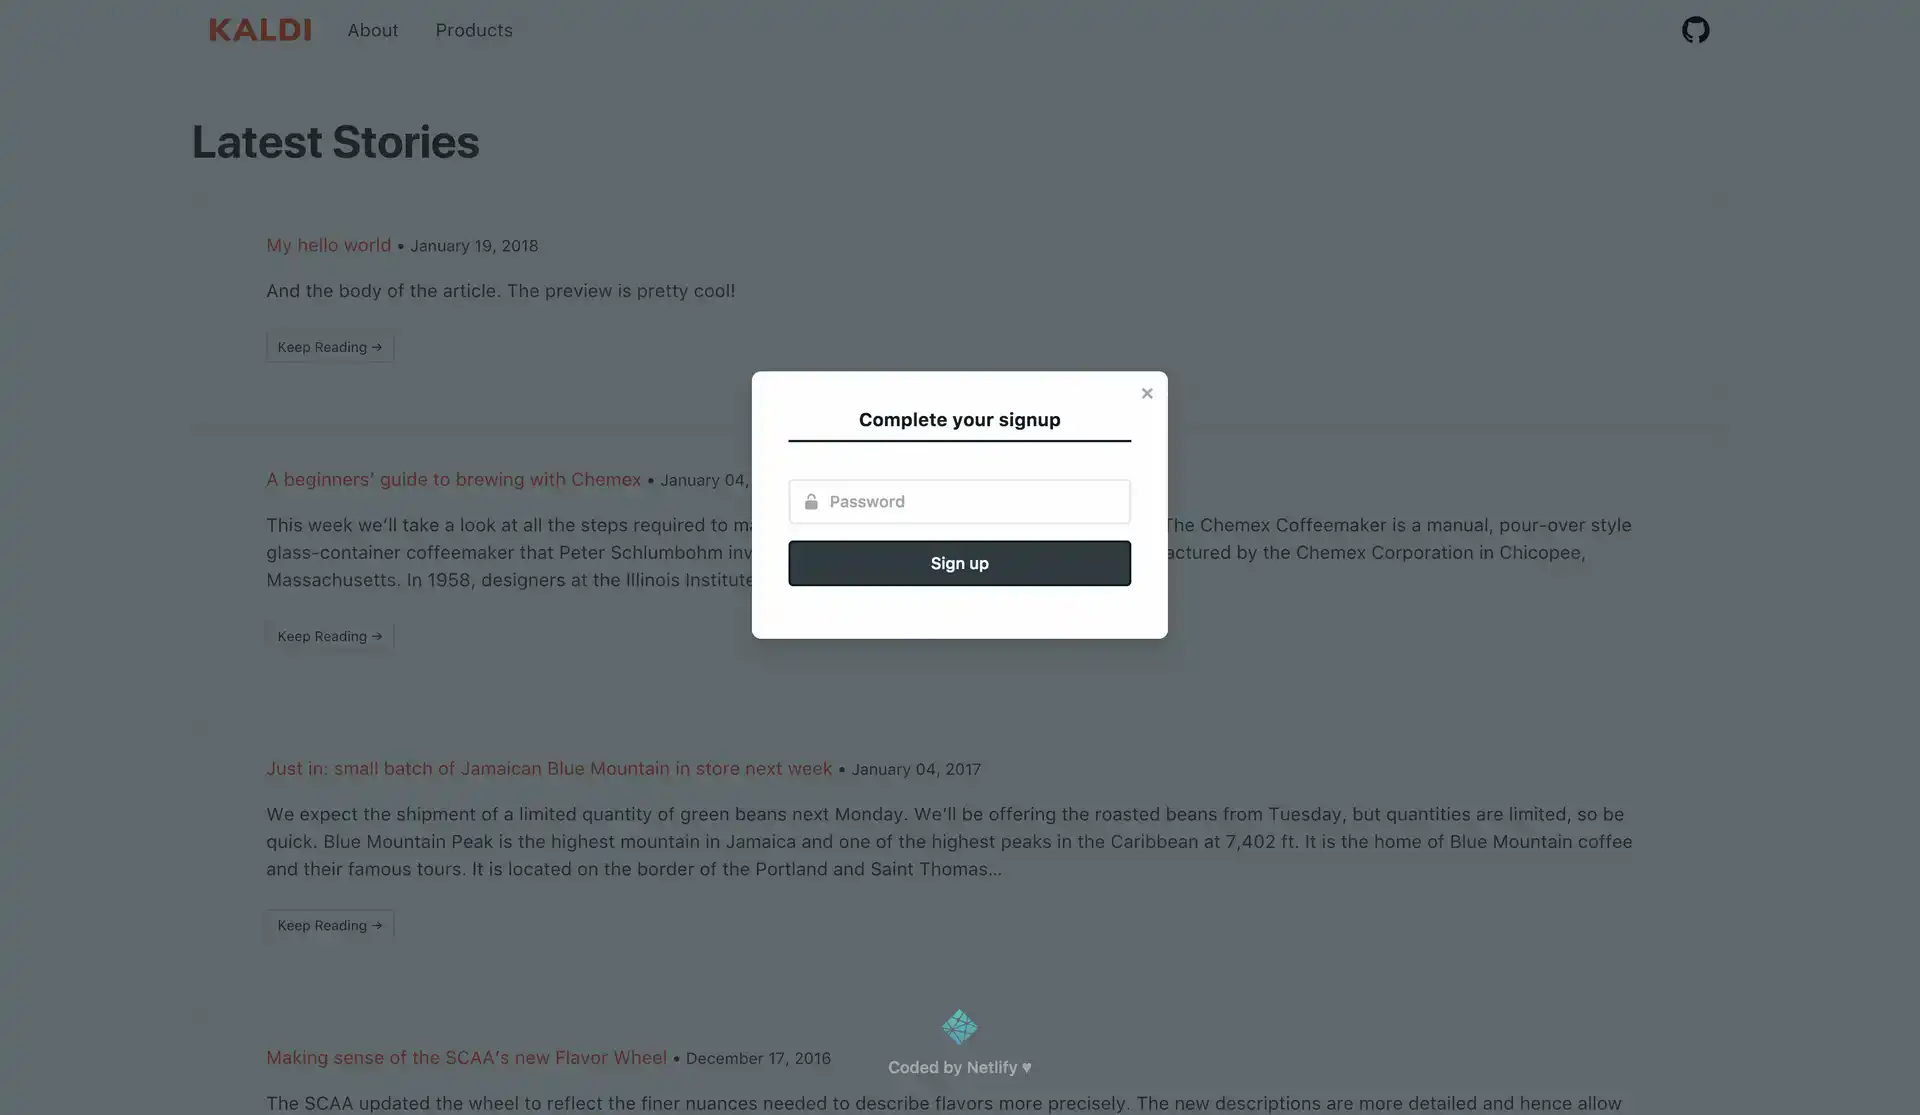 KALDI About Products
Latest Stories
My hello world • January 19, 2018
And the body of the article. The preview is pretty cool!
Keep Reading →
×
Complete your signup
Password
Sign up
A beginners' guide to brewing with Chemex • January 04,
This week we'll take a look at all the steps required to The Chemex Coffeemaker is a manual, pour-over style
glass-container coffeemaker that Peter Schlumbohm by the Chemex Corporation in Chicopee,
Massachusetts. In 1958, designers at the Illinois Institute
Keep Reading →
Just in: small batch of Jamaican Blue Mountain in store next week • January 04, 2017
We expect the shipment of a limited quantity of green beans next Monday. We'll be offering the roasted beans from Tuesday, but quantities are limited, so be
quick. Blue Mountain Peak is the highest mountain in Jamaica and one of the highest peaks in the Caribbean at 7,402 ft. It is the home of Blue Mountain coffee
and their famous tours. It is located on the border of the Portland and Saint Thomas…
Keep Reading →
Making sense of the SCAA's new Flavor Wheel • December 17, 2016
Coded by Netlify ♥
The SCAA updated the wheel to reflect the finer nuances needed to describe flavors more precisely. The new descriptions are more detailed and hence allow